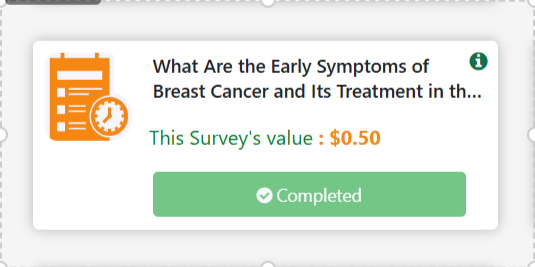 What Are the Early Symptoms of
Breast Cancer and Its Treatment in th...
This Survey's value : $0.50
Completed